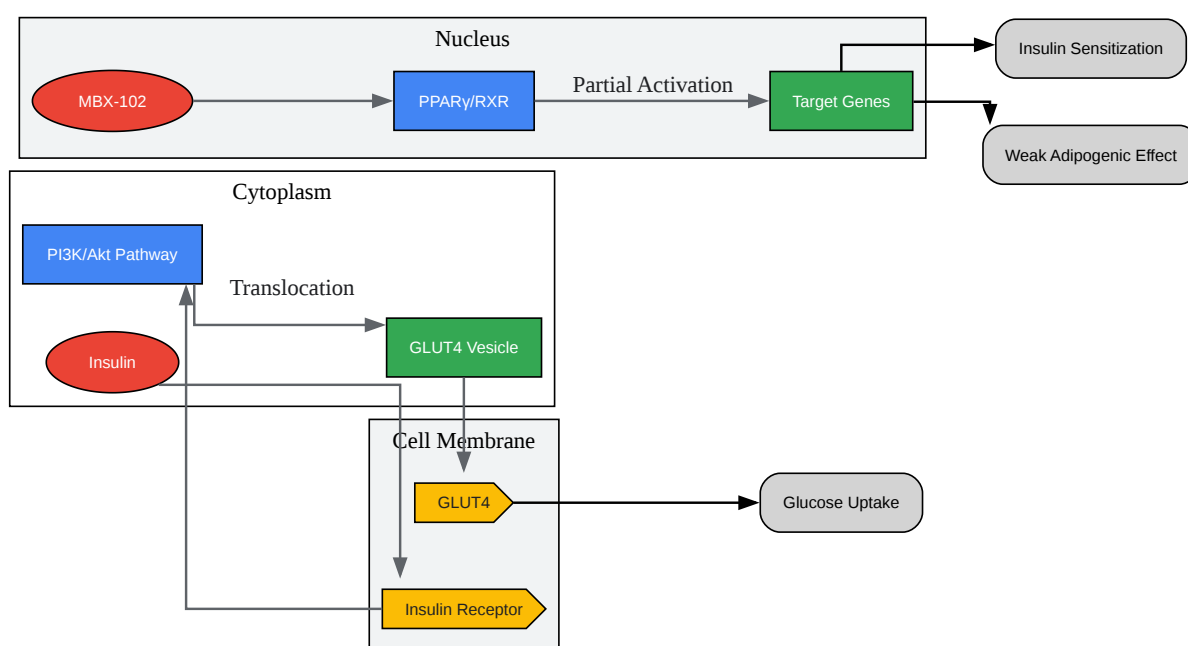 Nucleus
MBX-102
PPARγ/RXR
Partial Activation
Target Genes
Insulin Sensitization
Weak Adipogenic Effect
Cytoplasm
PI3K/Akt Pathway
Translocation
GLUT4 Vesicle
Insulin
Cell Membrane
GLUT4
Glucose Uptake
Insulin Receptor